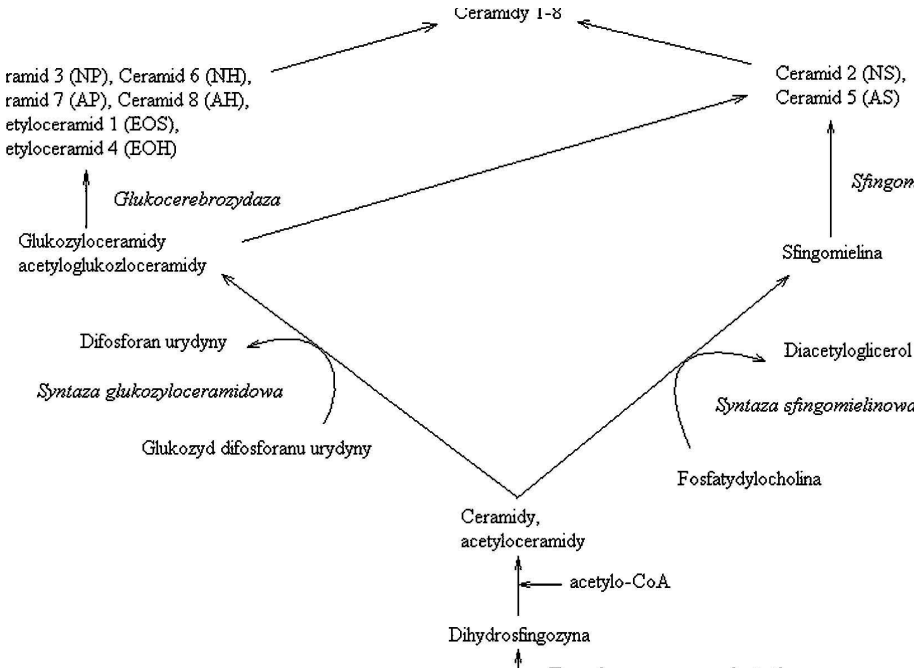 Ceramidy 1-8
ramid 3 (NP), Ceramid 6 (NH),
ramid 7 (AP), Ceramid 8 (AH),
etyloceramid 1 (EOS),
etyloceramid 4 (EOH)
Ceramid 2 (NS),
Ceramid 5 (AS)
Glukocerebrozydaza
Sfingom
Glukozyloceramidy
acetyloglukozloceramidy
Sfingomielina
Difosforan urydyny
Diacetyloglicerol
Syntaza glukozyloceramidowa
Syntaza sfingomielinowa
Glukozyd difosforanu urydyny
Fosfatydylocholina
Ceramidy,
acetyloceramidy
acetylo-CoA
Dihydrosfingozyna